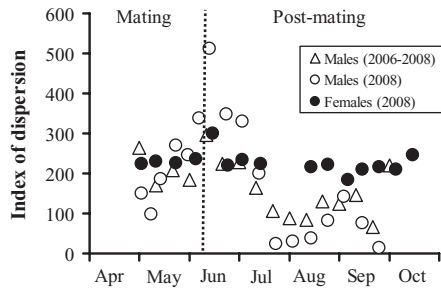 Mating Post-mating
600
500
400
300
200
100
0
Index of dispersion
△ Males (2006-2008)
○ Males (2008)
● Females (2008)
Apr May Jun Jul Aug Sep Oct